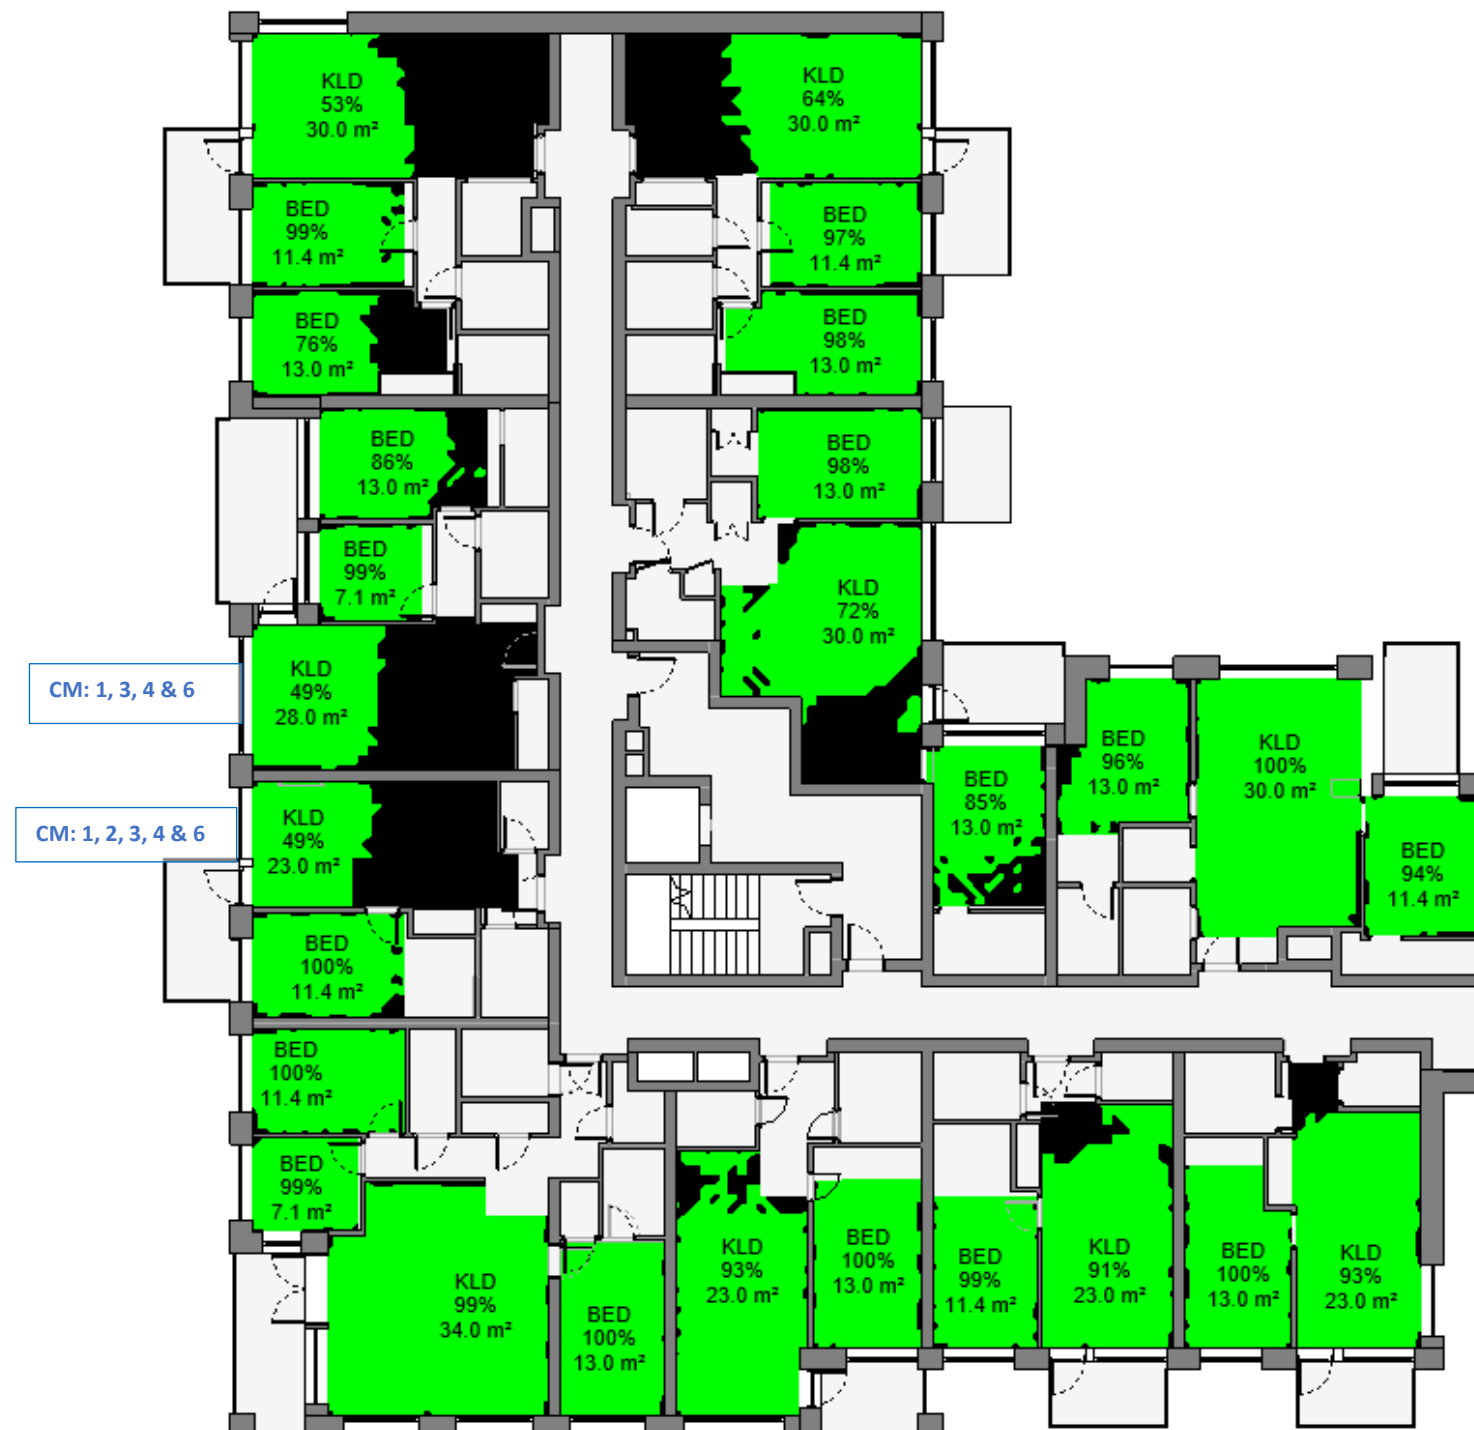 KLD
53%
30.0 m²
KLD
64%
30.0 m²
BED
99%
11.4 m²
BED
97%
11.4 m²
BED
76%
13.0 m²
BED
98%
13.0 m²
BED
86%
13.0 m²
BED
98%
13.0 m²
BED
99%
7.1 m²
KLD
72%
30.0 m²
CM: 1, 3, 4 & 6
KLD
49%
28.0 m²
BED
96%
13.0 m²
KLD
100%
30.0 m²
BED
85%
13.0 m²
CM: 1, 2, 3, 4 & 6
KLD
49%
23.0 m²
BED
94%
11.4 m²
BED
100%
11.4 m²
BED
100%
11.4 m²
BED
99%
7.1 m²
KLD
99%
34.0 m²
BED
100%
13.0 m²
KLD
93%
23.0 m²
BED
100%
13.0 m²
BED
99%
11.4 m²
KLD
91%
23.0 m²
BED
100%
13.0 m²
KLD
93%
23.0 m²